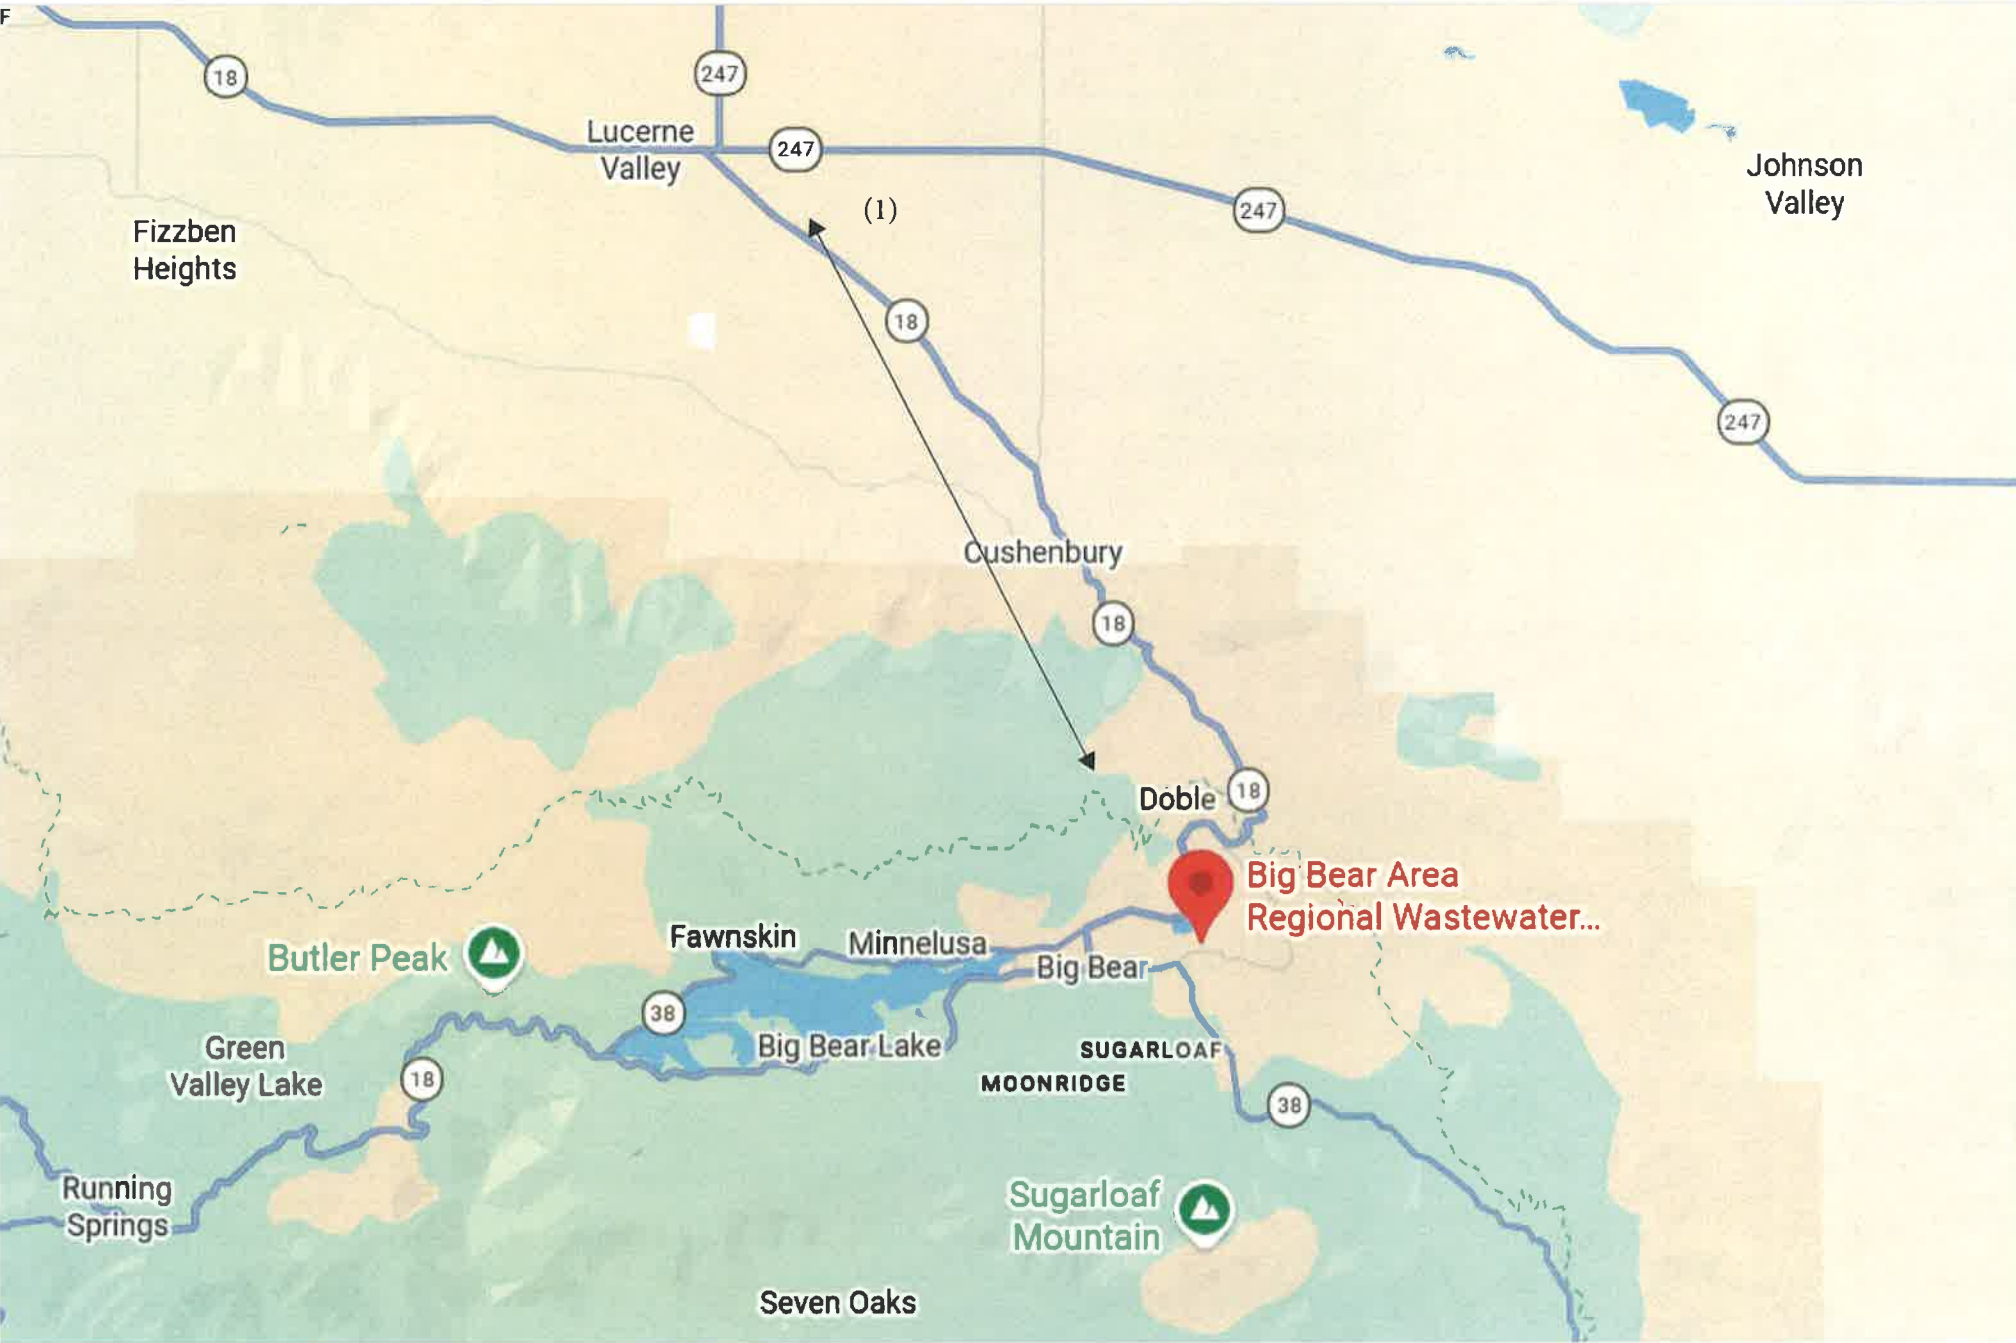 F
18
247
Lucerne
Valley
247
Johnson
Valley
(1)
247
Fizzben
Heights
18
247
Cushenbury
18
Doble
18
Big Bear Area
Regional Wastewater...
Butler Peak
Fawnskin
Minnelusa
Big Bear
38
Green
Valley Lake
Big Bear Lake
SUGARLOAF
18
MOONRIDGE
38
Running
Springs
Sugarloaf
Mountain
Seven Oaks